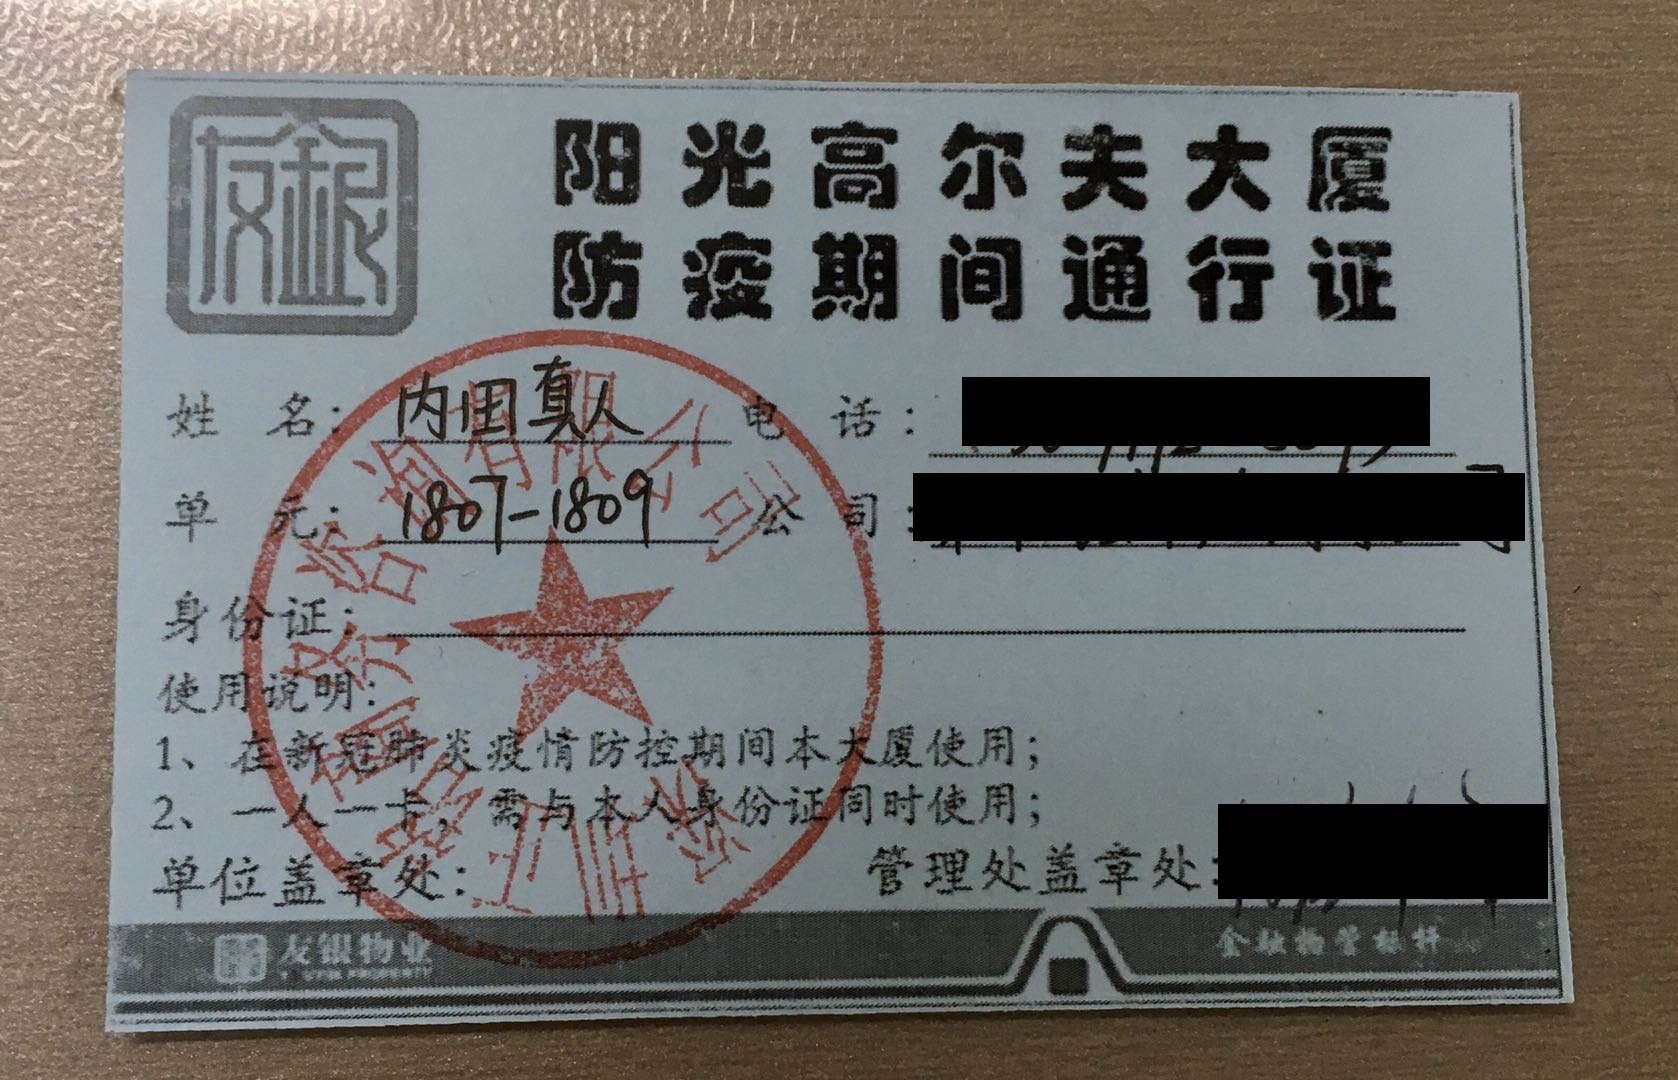 友银
阳光高尔夫大厦
防疫期间通行证
姓 名: 内田真人 电 话:
单 元: 1807-1809 公 司:
身份证:
使用说明:
1、在新冠肺炎疫情防控期间本大厦使用;
2、一人一卡, 需与本人身份证同时使用;
单位盖章处: 管理处盖章处:
友银物业 金融物管标杆